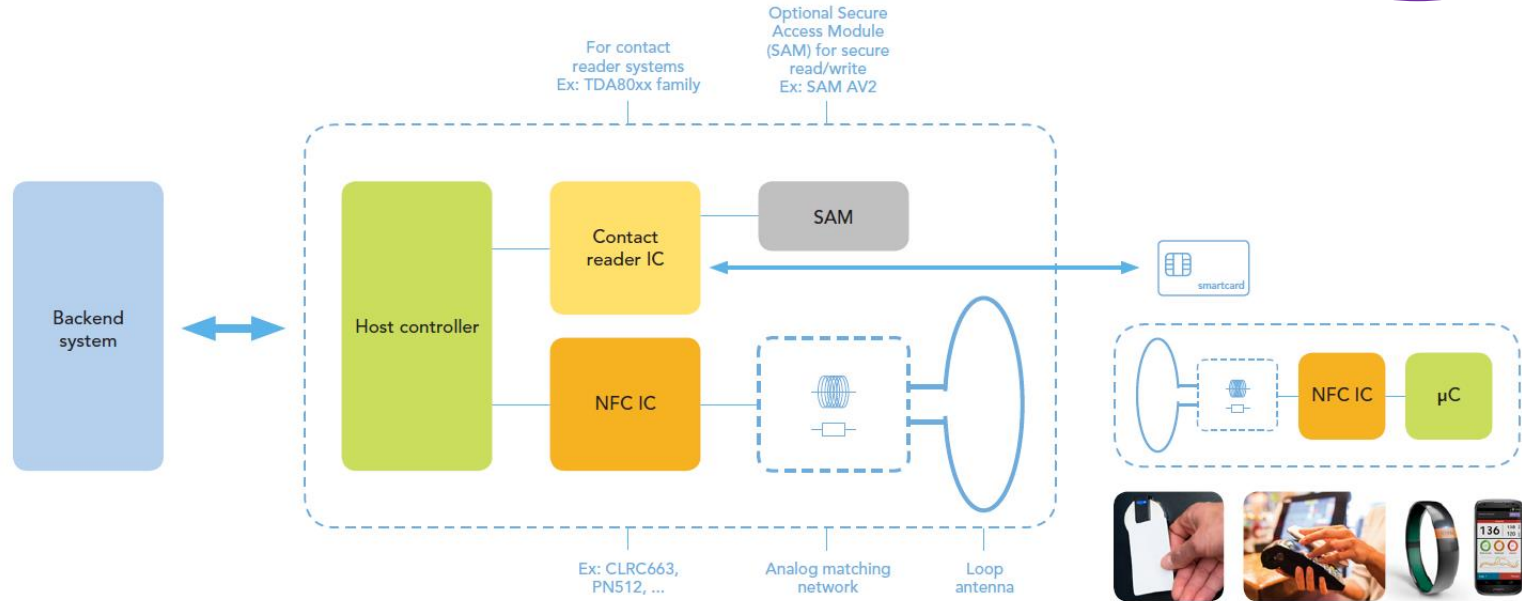 For contact
reader systems
Ex: TDA80xx family
Optional Secure
Access Module
(SAM) for secure
read/write
Ex: SAM AV2
Backend
system
Host controller
Contact
reader IC
SAM
smartcard
NFC IC
NFC IC
µC
Ex: CLRC663,
PN512, ...
Analog matching
network
Loop
antenna
136